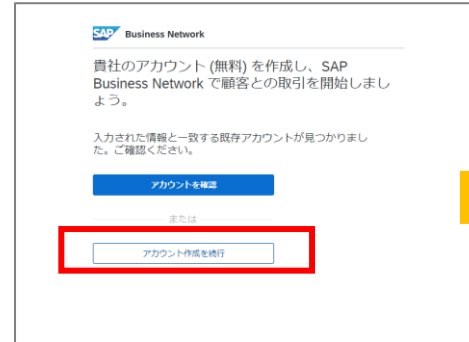 SAP Business Network
貴社のアカウント (無料) を作成し、SAP
Business Network で顧客との取引を開始しまし
ょう。
入力された情報と一致する既存アカウントが見つかりまし
た。ご確認ください。
アカウントを確認
または
アカウント作成を続行